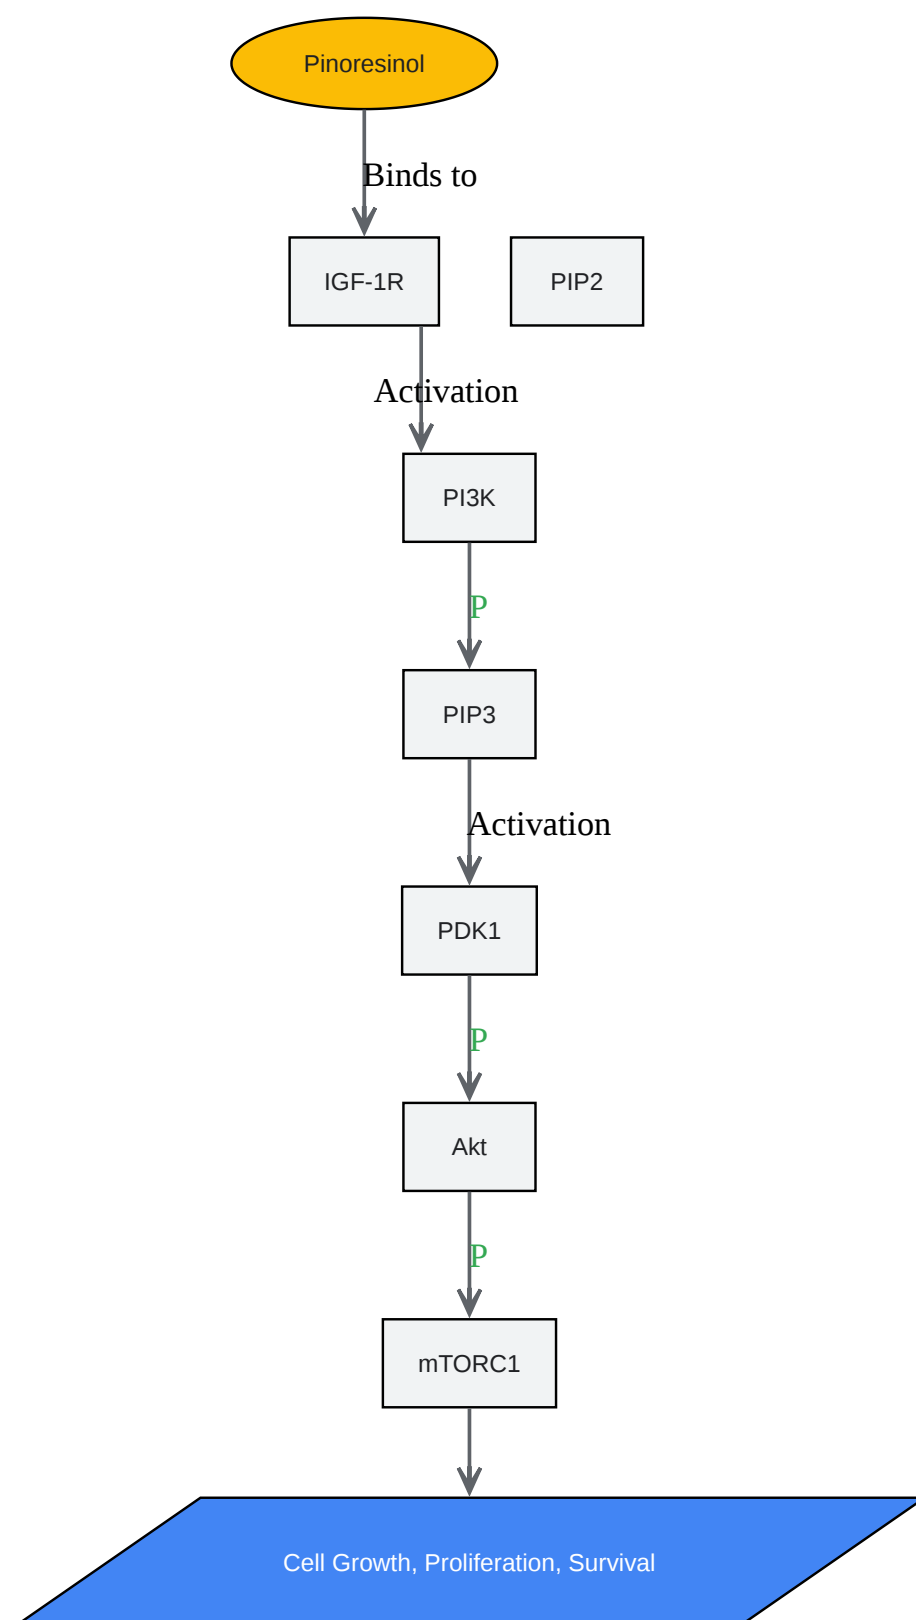 Pinoresinol
Binds to
IGF-1R
PIP2
Activation
PI3K
P
PIP3
Activation
PDK1
P
Akt
P
mTORC1
Cell Growth, Proliferation, Survival